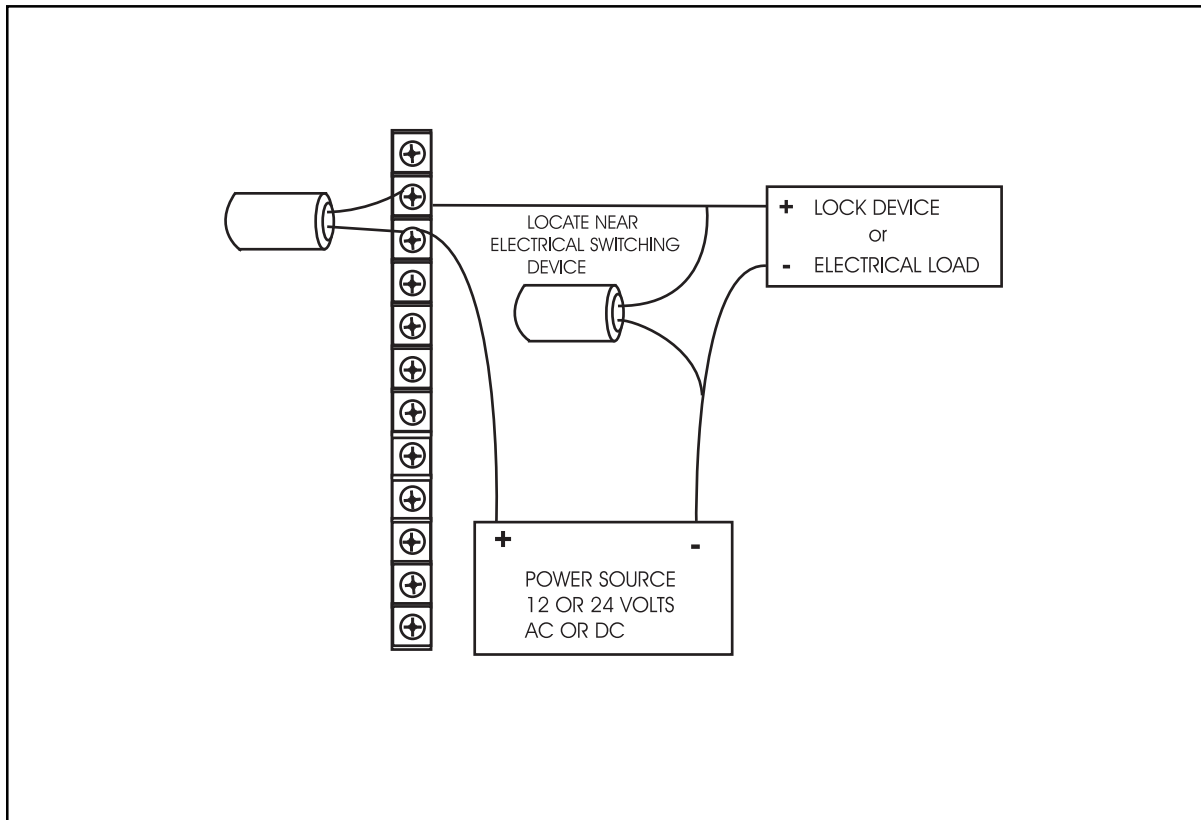 LOCATE NEAR
ELECTRICAL SWITCHING
DEVICE
+ LOCK DEVICE
or
- ELECTRICAL LOAD
+ -
POWER SOURCE
12 OR 24 VOLTS
AC OR DC